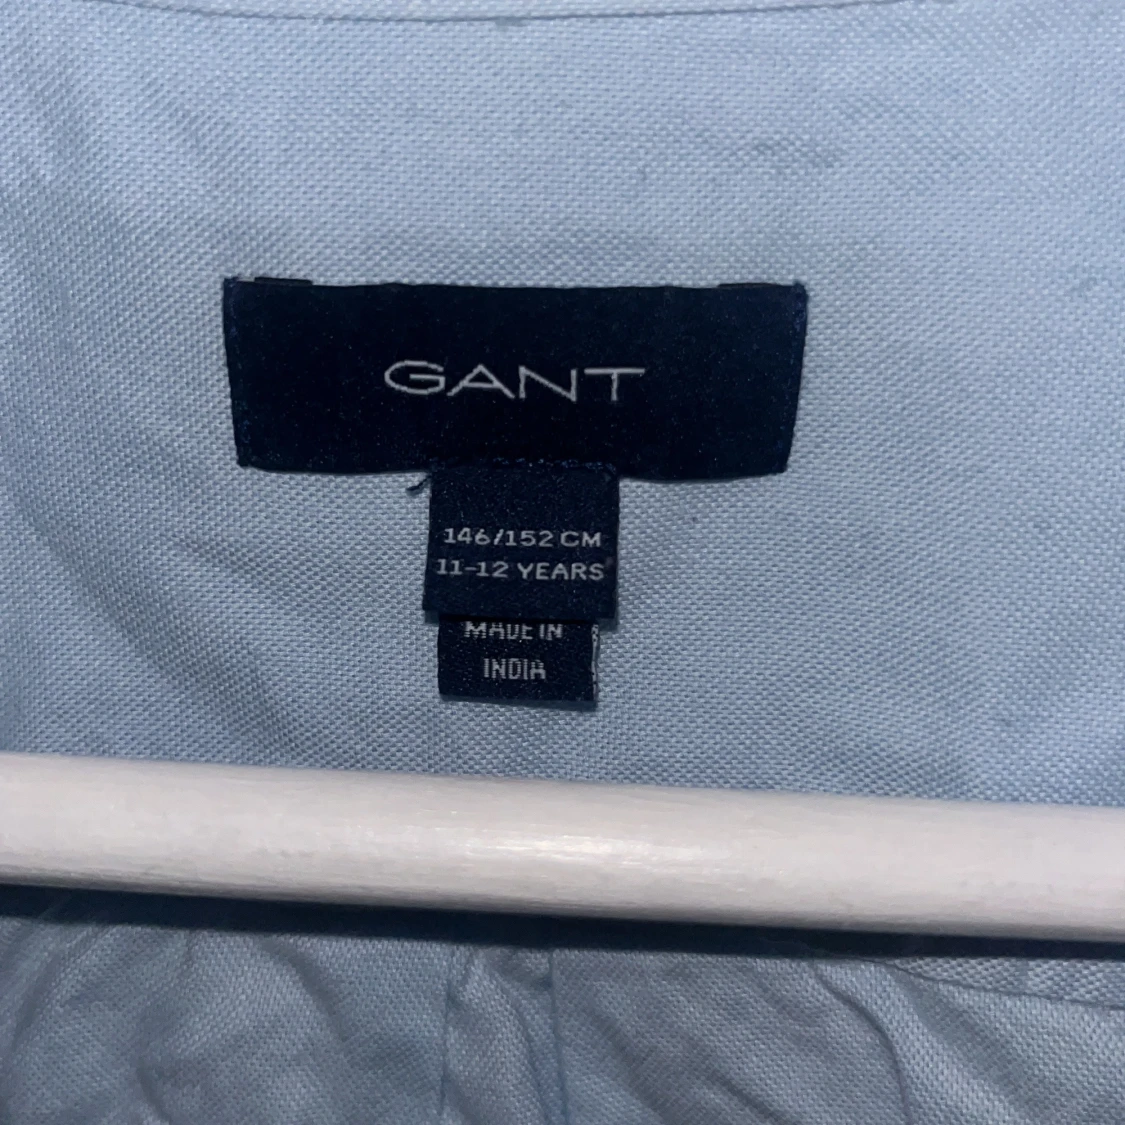 GANT
146/152 CM
11-12 YEARS
MADE IN
INDIA